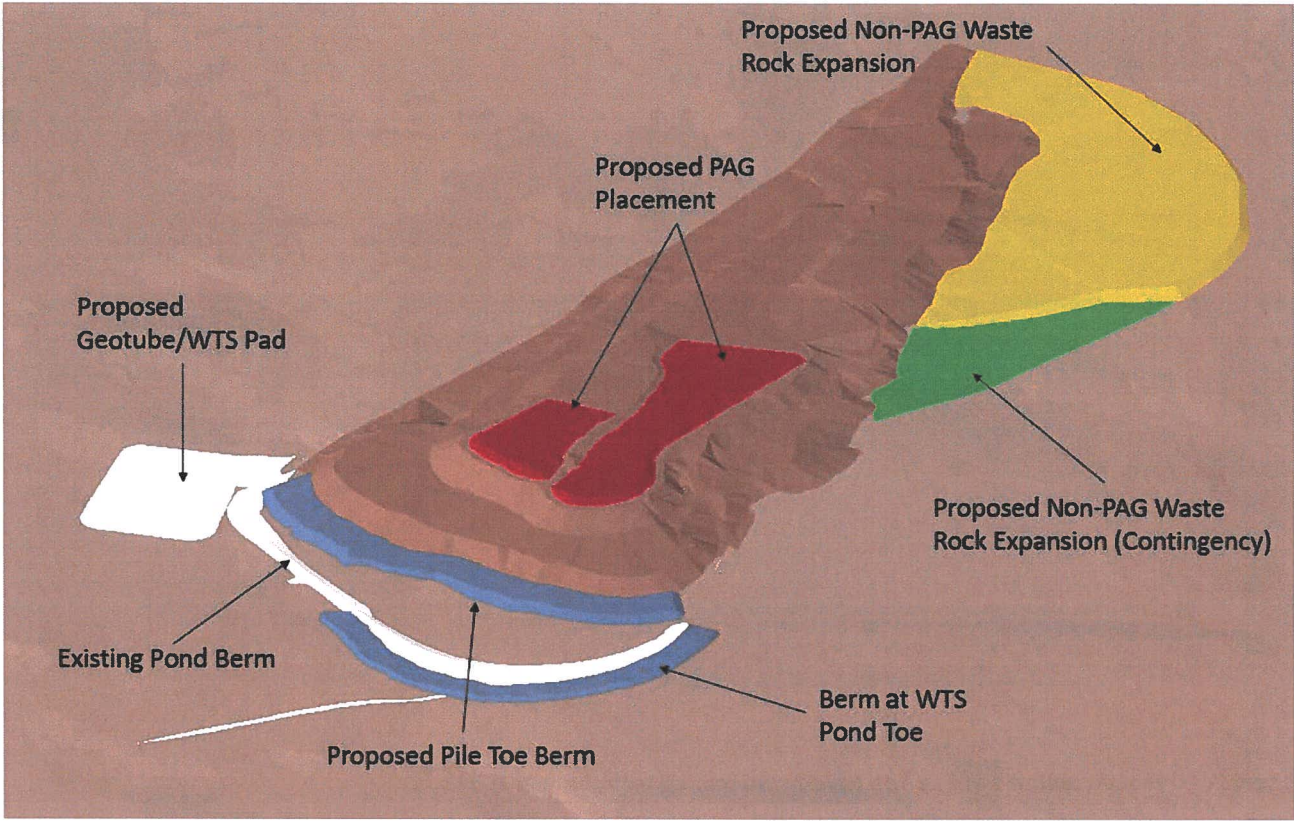 Proposed Non-PAG Waste
Rock Expansion
Proposed PAG
Placement
Proposed
Geotube/WTS Pad
Proposed Non-PAG Waste
Rock Expansion (Contingency)
Existing Pond Berm
Berm at WTS
Pond Toe
Proposed Pile Toe Berm